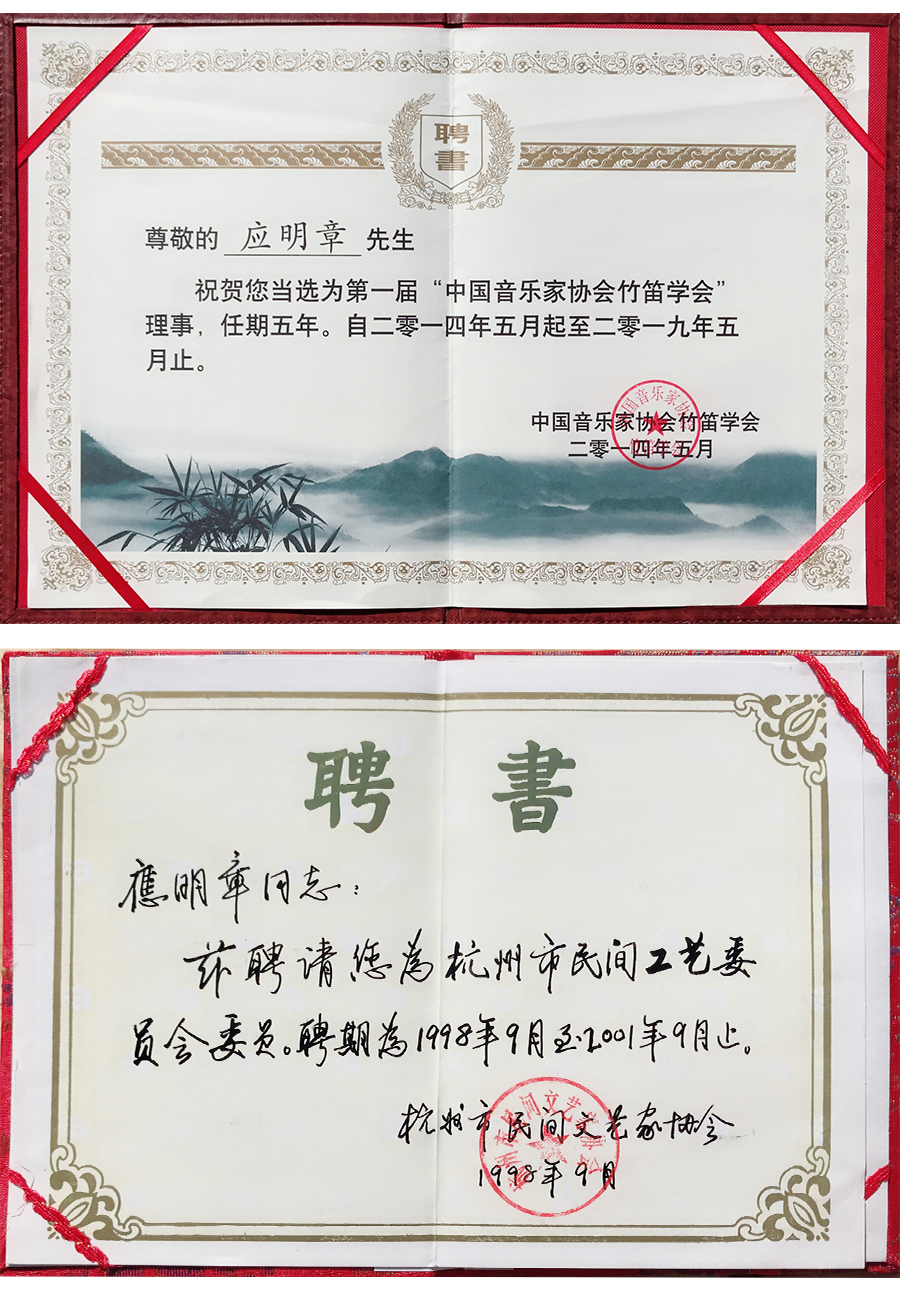 聘
書
尊敬的 应明章 先生
祝贺您当选为第一届“中国音乐家协会竹笛学会”
理事，任期五年。自二零一四年五月起至二零一九年五
月止。
中国音乐家协会竹笛学会
二零一四年五月
聘 書
應明章同志：
兹聘请您為杭州市民间工艺委
员会委员。聘期為1998年9月至2001年9月止。
杭州市民间文艺家协会
1998年9月